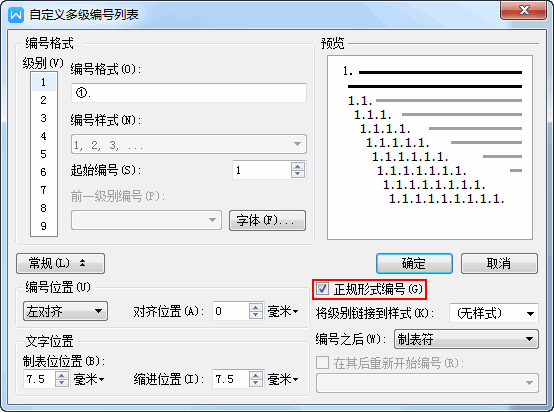 自定义多级编号列表
编号格式
级别(V)
1
2
3
4
5
6
7
8
9
编号格式(O):
①.
编号样式(N):
1, 2, 3, ...
起始编号(S):
1
前一级别编号(P):
字体(F)...
预览
1.
1.1.
1.1.1.
1.1.1.1.
1.1.1.1.1.
1.1.1.1.1.1.
1.1.1.1.1.1.1.
1.1.1.1.1.1.1.1.
1.1.1.1.1.1.1.1.1.
常规(L)
确定
取消
编号位置(U)
左对齐
对齐位置(A):
0
毫米
文字位置
制表位位置(B):
7.5
毫米
缩进位置(I):
7.5
毫米
正规形式编号(G)
将级别链接到样式(K):
(无样式)
编号之后(W):
制表符
在其后重新开始编号(R):